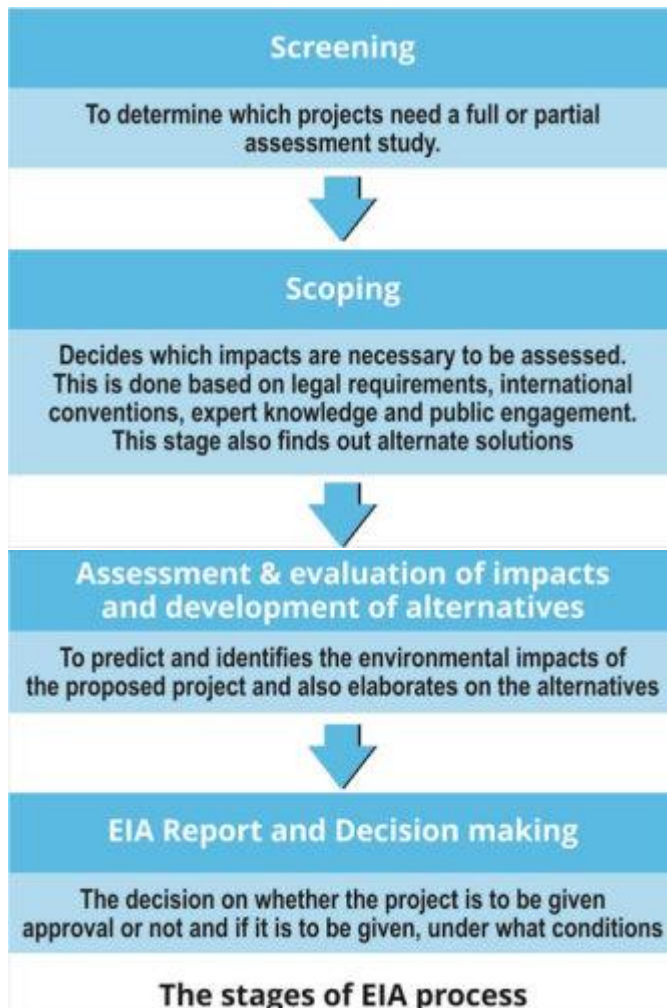 Screening
To determine which projects need a full or partial
assessment study.
Scoping
Decides which impacts are necessary to be assessed.
This is done based on legal requirements, international
conventions, expert knowledge and public engagement.
This stage also finds out alternate solutions
Assessment & evaluation of impacts
and development of alternatives
To predict and identifies the environmental impacts of
the proposed project and also elaborates on the alternatives
EIA Report and Decision making
The decision on whether the project is to be given
approval or not and if it is to be given, under what conditions
The stages of EIA process